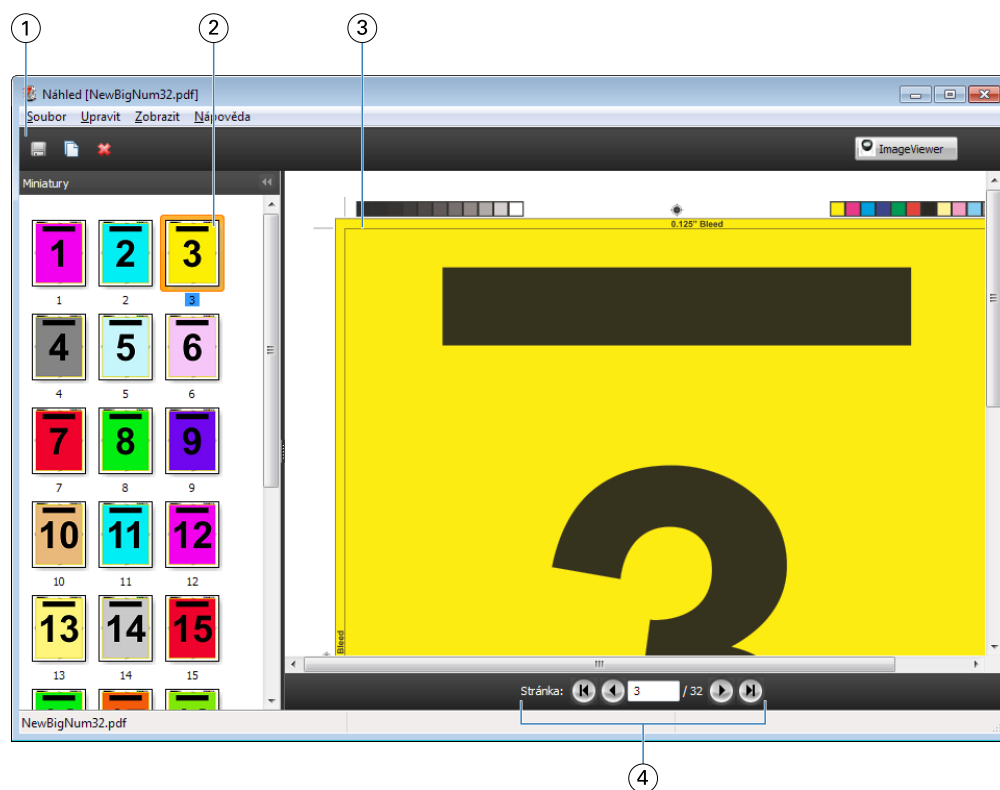 1 2 3
Náhled [NewBigNum32.pdf]
Soubor Upravit Zobrazit Nápověda
ImageViewer
Miniatury
0.125" Bleed
1 2 3
1 2 3
4 5 6
4 5 6
7 8 9
7 8 9
10 11 12
10 11 12
13 14 15
13 14 15
3
Bleed
Stránka: 3 / 32
NewBigNum32.pdf
4